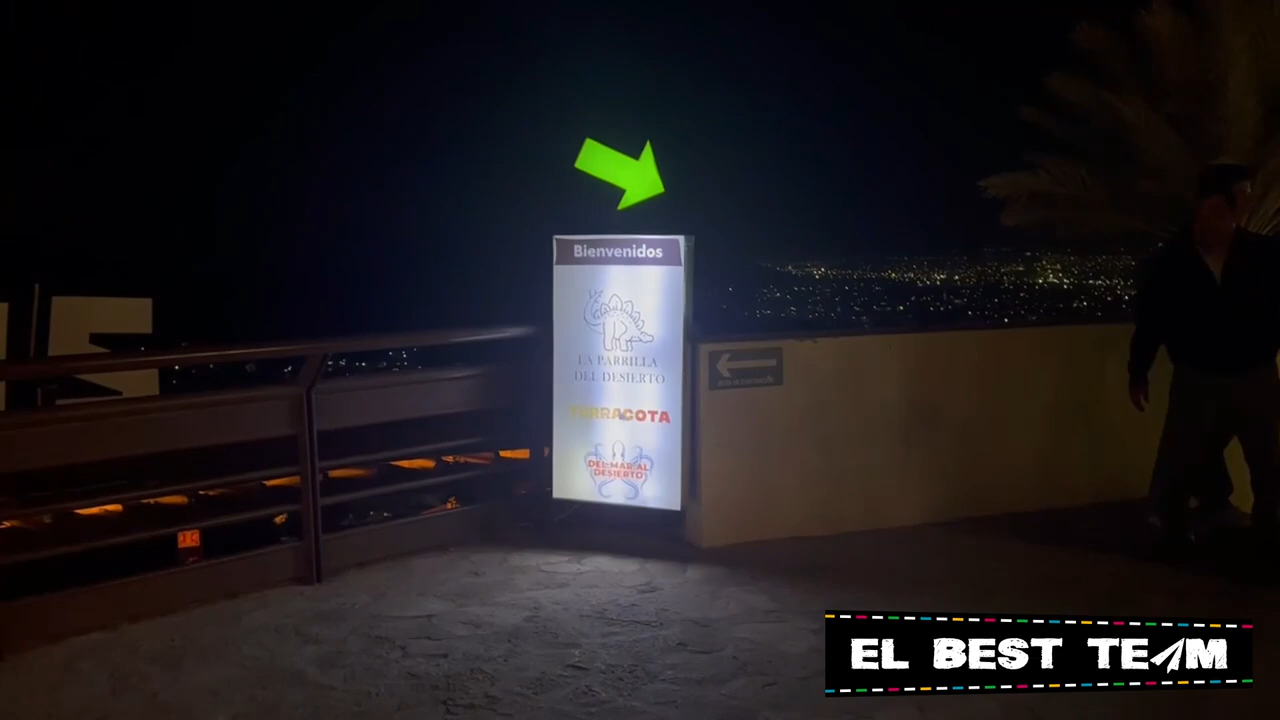 Bienvenidos
LA PARRILLA
DEL DESIERTO
TERRACOTA
DEL MAR AL
DESIERTO
EL BEST TEAM